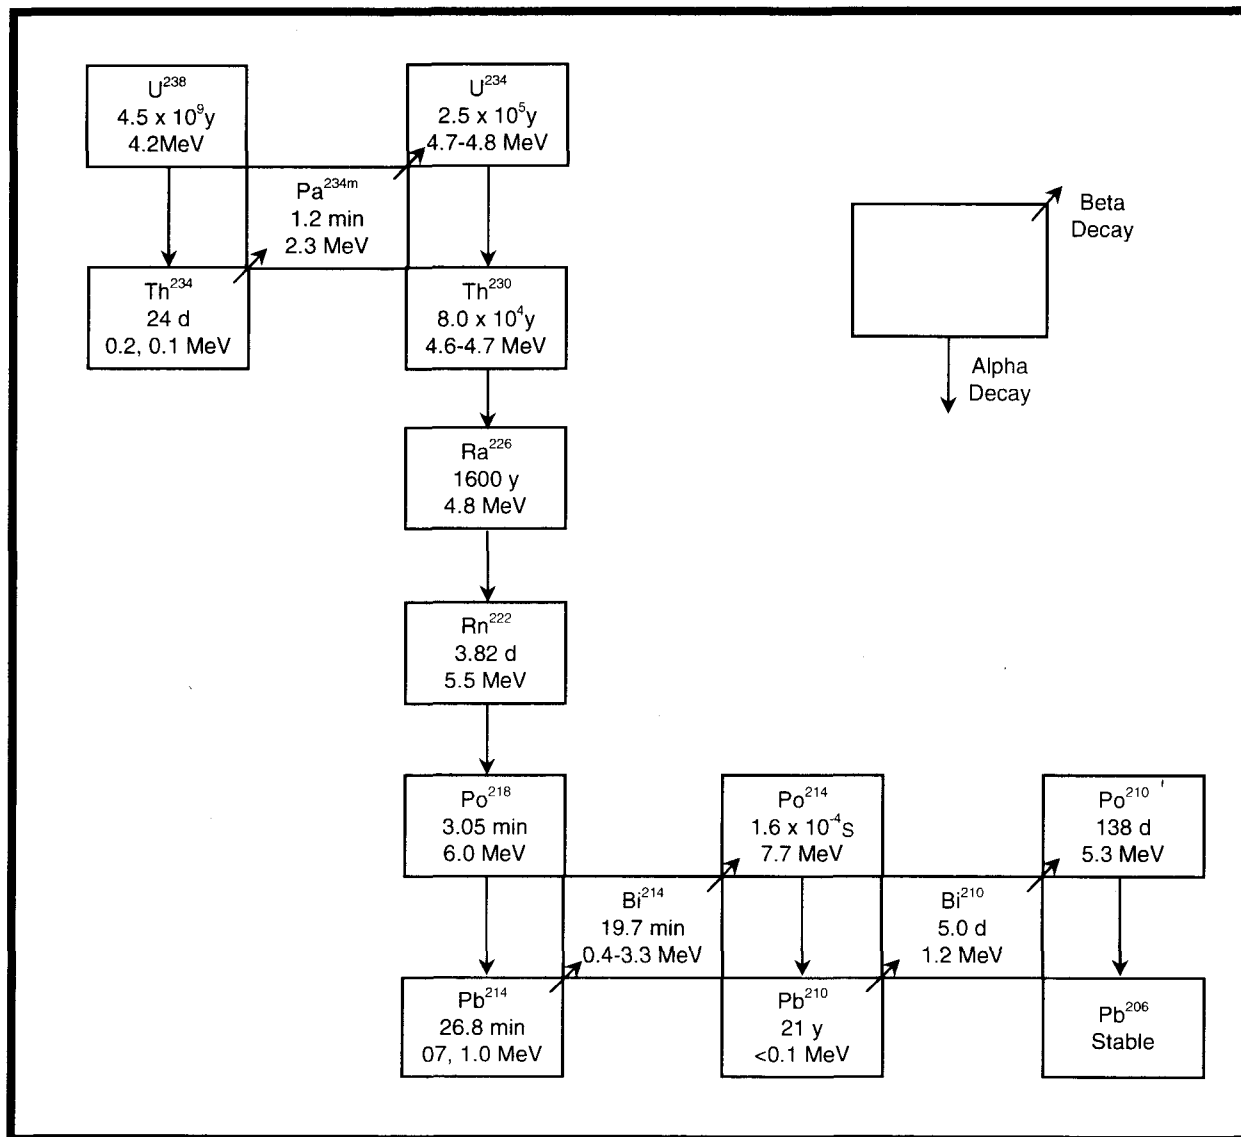 U²³⁸
4.5 x 10⁹y
4.2MeV
U²³⁴
2.5 x 10⁵y
4.7-4.8 MeV
Pa²³⁴ᵐ
1.2 min
2.3 MeV
Th²³⁴
24 d
0.2, 0.1 MeV
Th²³⁰
8.0 x 10⁴y
4.6-4.7 MeV
Beta
Decay
Alpha
Decay
Ra²²⁶
1600 y
4.8 MeV
Rn²²²
3.82 d
5.5 MeV
Po²¹⁸
3.05 min
6.0 MeV
Po²¹⁴
1.6 x 10⁻⁴S
7.7 MeV
Po²¹⁰
138 d
5.3 MeV
Bi²¹⁴
19.7 min
0.4-3.3 MeV
Bi²¹⁰
5.0 d
1.2 MeV
Pb²¹⁴
26.8 min
07, 1.0 MeV
Pb²¹⁰
21 y
<0.1 MeV
Pb²⁰⁶
Stable